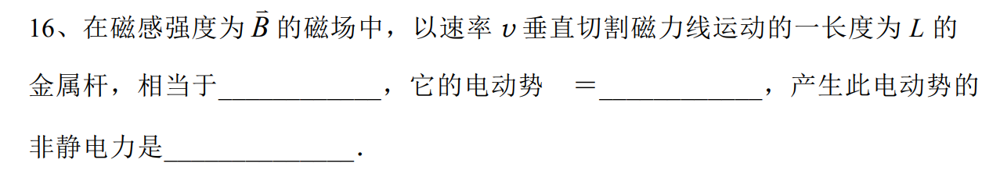 16、在磁感强度为 $\vec{B}$ 的磁场中，以速率 v 垂直切割磁力线运动的一长度为 L 的
金属杆，相当于____________，它的电动势 =____________，产生此电动势的
非静电力是______________．